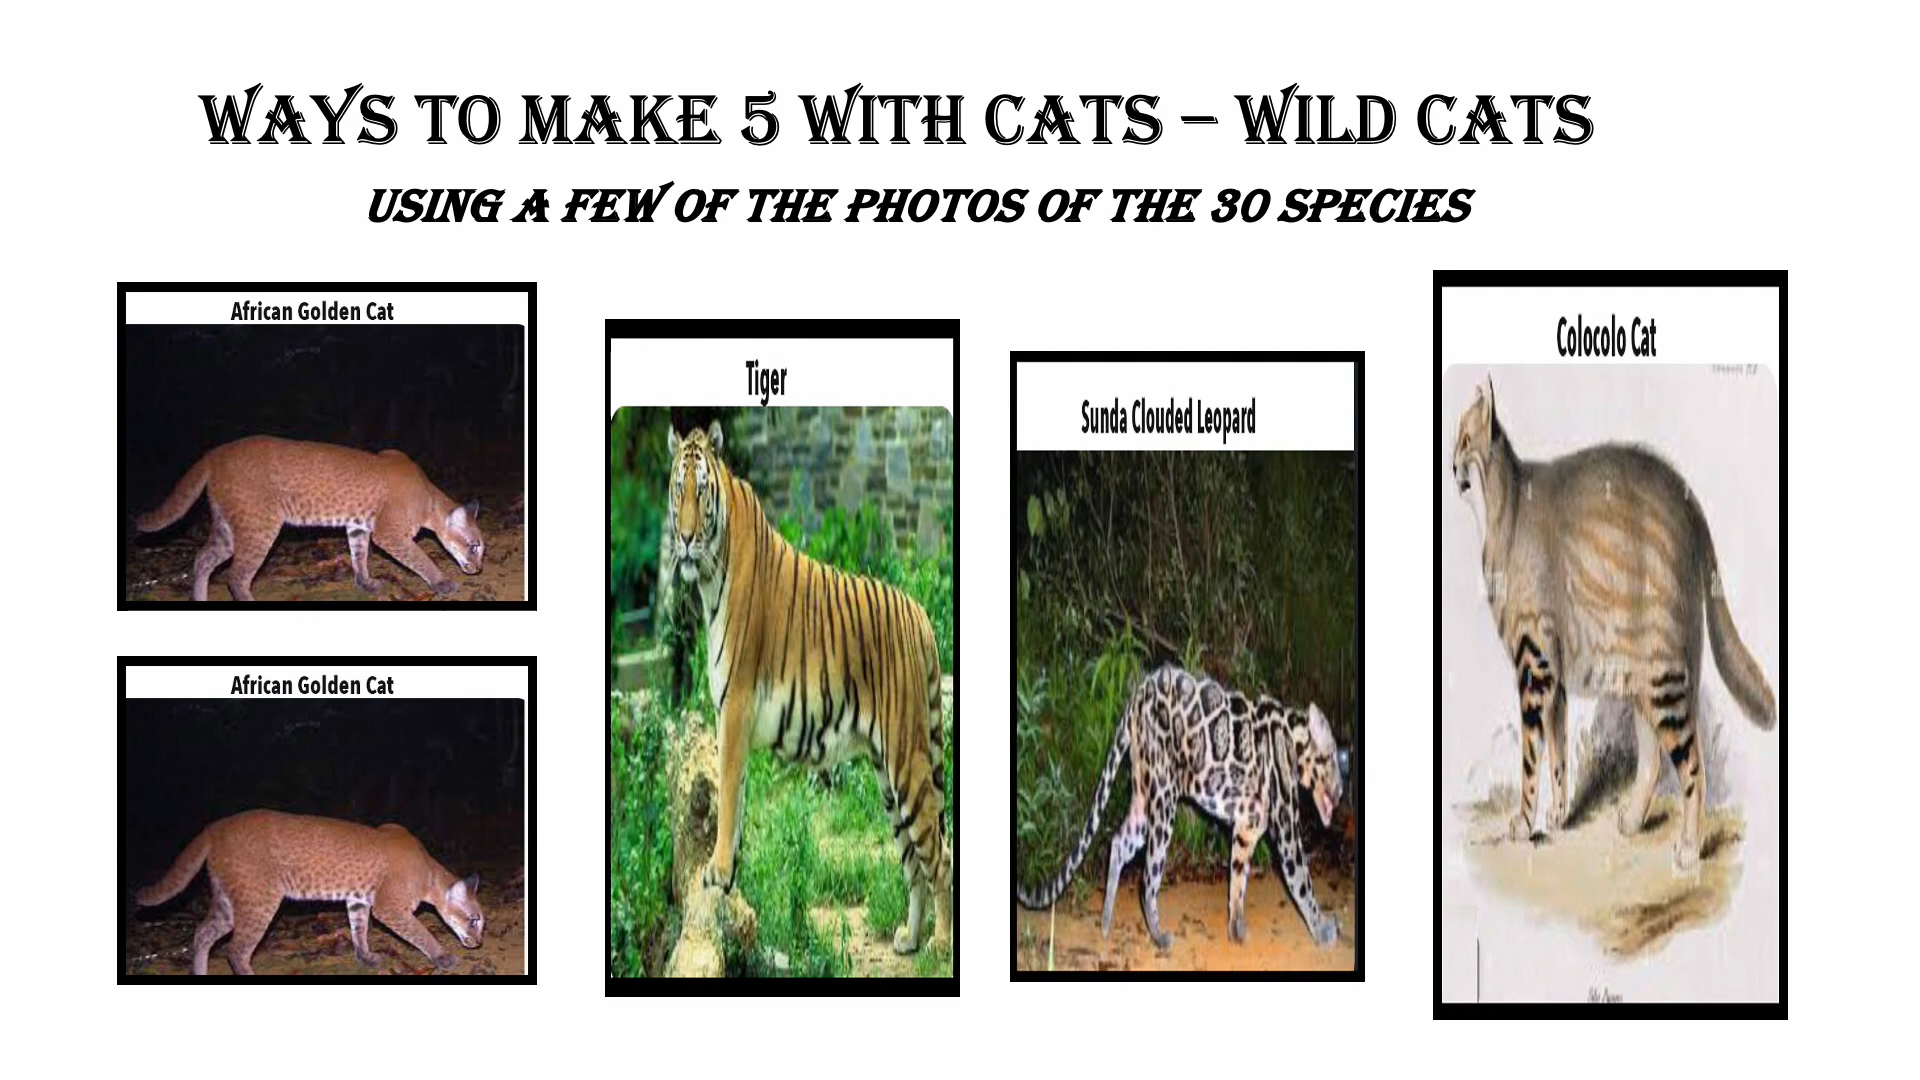 WAYS TO MAKE 5 WITH CATS – WILD CATS
USING A FEW OF THE PHOTOS OF THE 30 SPECIES
African Golden Cat
Tiger
Sunda Clouded Leopard
Colocolo Cat
African Golden Cat